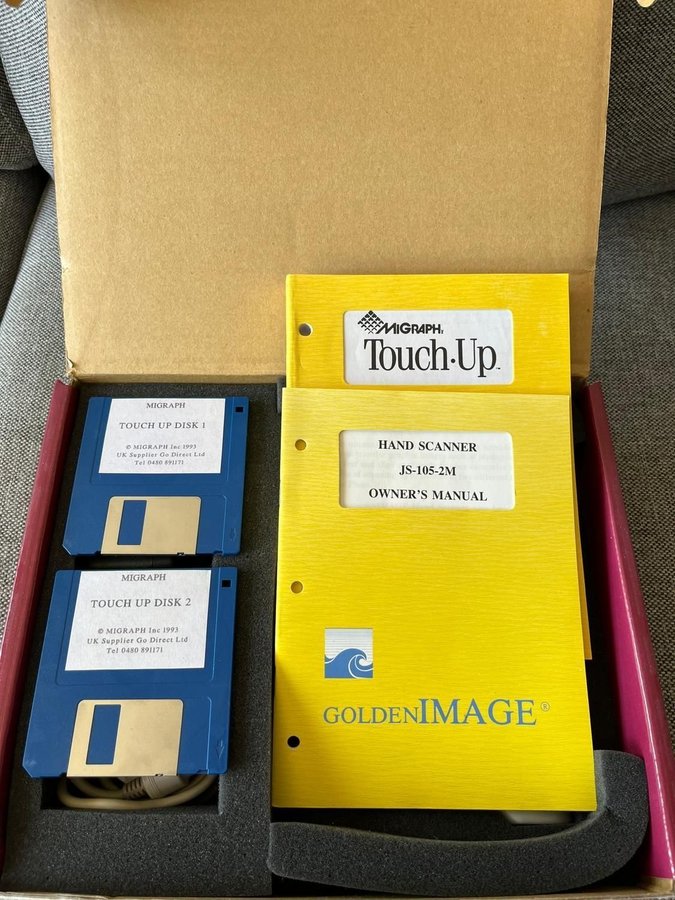 MIGRAPH®
Touch·Up™
HAND SCANNER
JS-105-2M
OWNER'S MANUAL
GOLDENIMAGE®
MIGRAPH
TOUCH UP DISK 1
© MIGRAPH Inc 1993
UK Supplier Go Direct Ltd
Tel 0480 891171
MIGRAPH
TOUCH UP DISK 2
© MIGRAPH Inc 1993
UK Supplier Go Direct Ltd
Tel 0480 891171